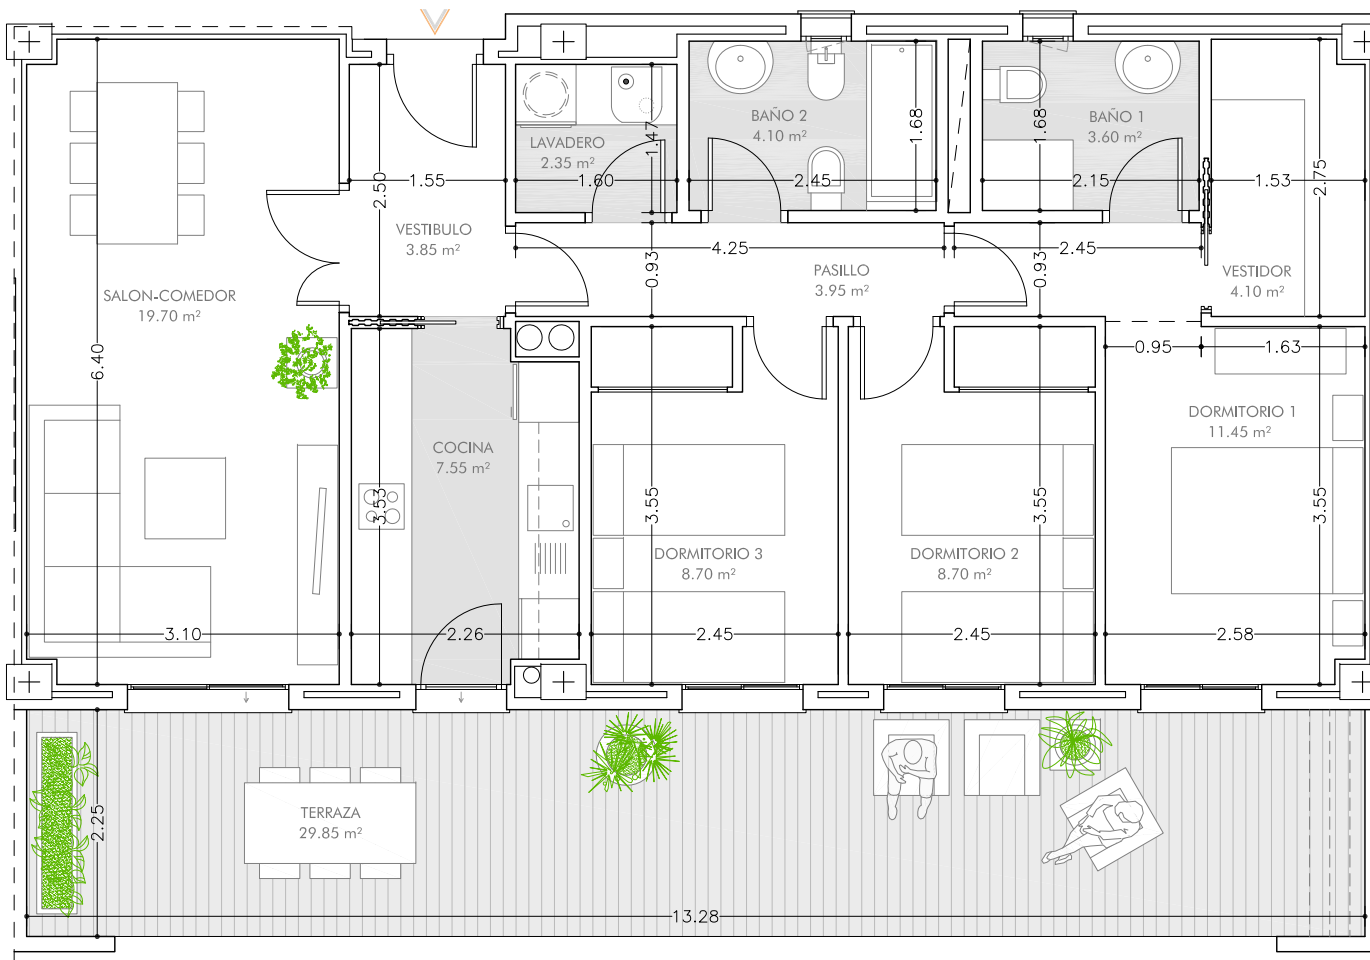 BAÑO 2
4.10 m²
BAÑO 1
3.60 m²
LAVADERO
2.35 m²
1.47
1.68
1.68
1.55
1.60
2.45
2.15
1.53
2.75
2.50
VESTIBULO
3.85 m²
0.93
4.25
0.93
2.45
PASILLO
3.95 m²
VESTIDOR
4.10 m²
SALON-COMEDOR
19.70 m²
6.40
0.95
1.63
DORMITORIO 1
11.45 m²
COCINA
7.55 m²
3.53
3.55
3.55
3.55
DORMITORIO 3
8.70 m²
DORMITORIO 2
8.70 m²
3.10
2.26
2.45
2.45
2.58
TERRAZA
29.85 m²
2.25
13.28